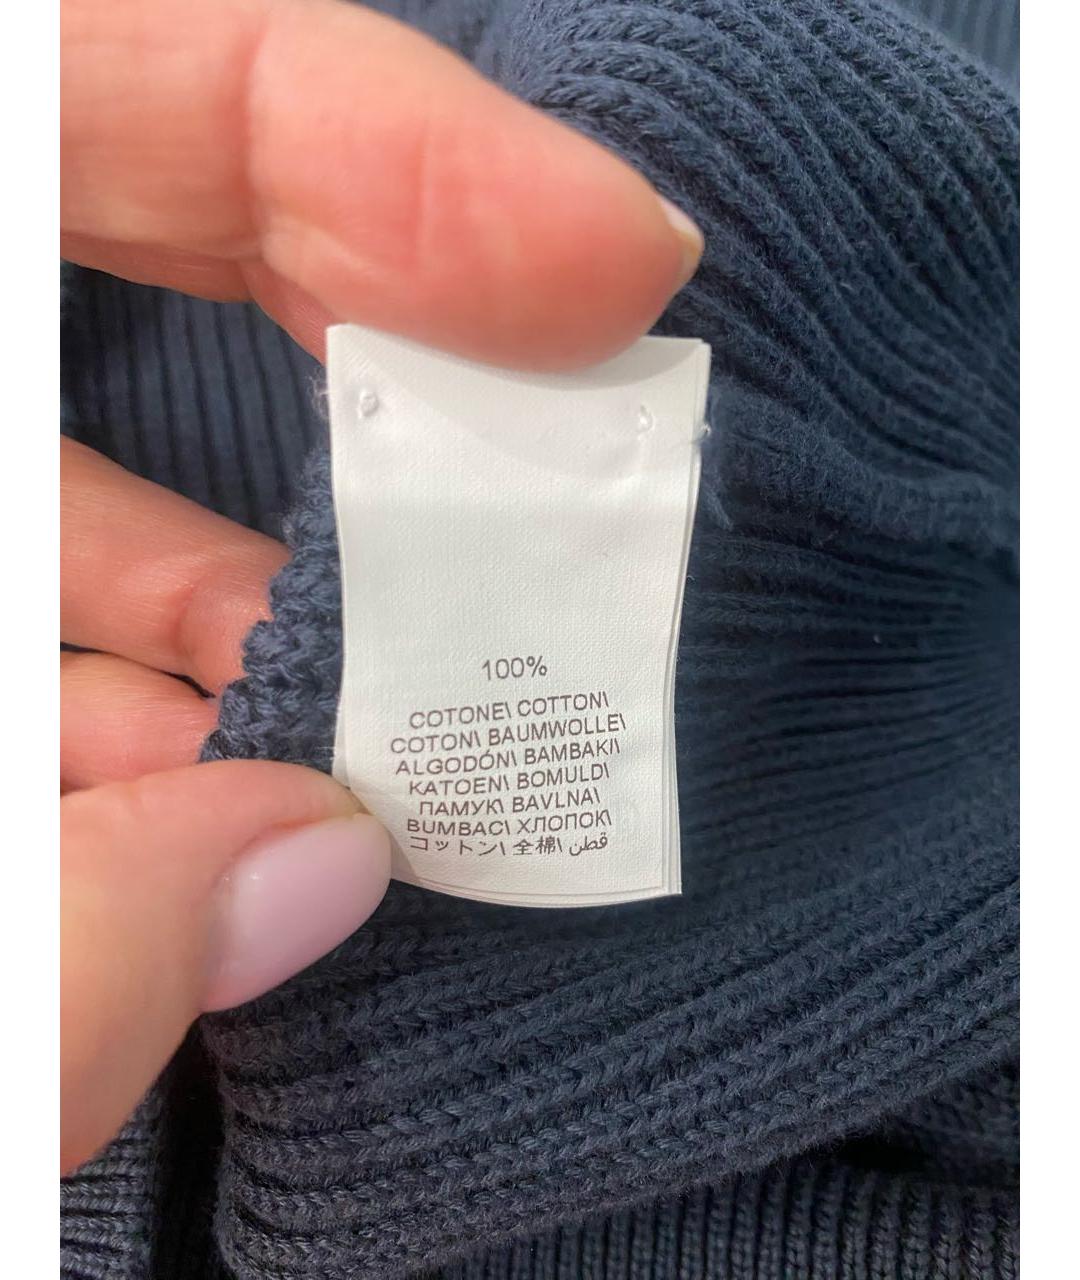 100%
COTONE\ COTTON\
COTON\ BAUMWOLLE\
ALGODÓN\ BAMBAKI\
KATOEN\ BOMULD\
ПАМУК\ BAVLNA\
BUMBAC\ ХЛОПОК\
コットン\ 全棉\ قطن